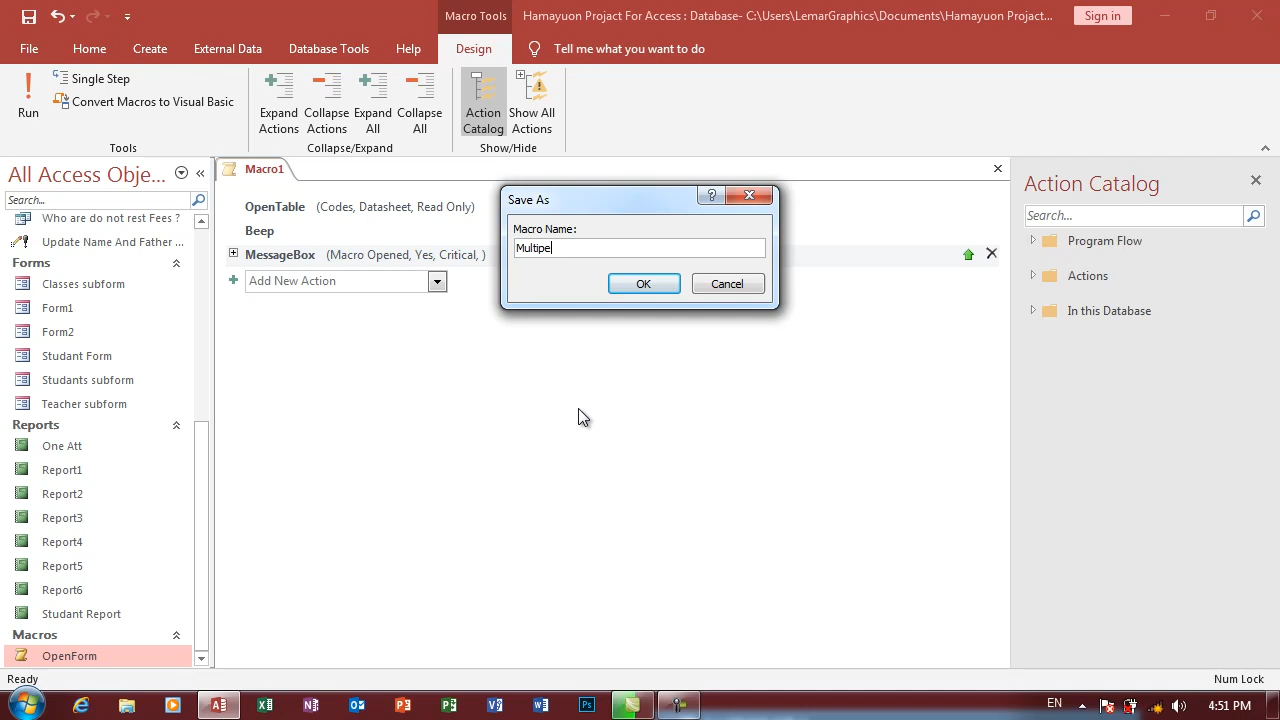 Macro Tools
Hamayuon Projact For Access : Database- C:\Users\LemarGraphics\Documents\Hamayuon Projact...
Sign in
File
Home
Create
External Data
Database Tools
Help
Design
Tell me what you want to do
Run
Single Step
Convert Macros to Visual Basic
Expand Actions
Collapse Actions
Expand All
Collapse All
Action Catalog
Show All Actions
Tools
Collapse/Expand
Show/Hide
All Access Obje...
Search...
Who are do not rest Fees ?
Update Name And Father ...
Forms
Classes subform
Form1
Form2
Student Form
Students subform
Teacher subform
Reports
One Att
Report1
Report2
Report3
Report4
Report5
Report6
Student Report
Macros
OpenForm
Macro1
OpenTable (Codes, Datasheet, Read Only)
Beep
MessageBox (Macro Opened, Yes, Critical, )
Add New Action
Save As
Macro Name:
Multipe
OK
Cancel
Action Catalog
Search...
Program Flow
Actions
In this Database
Ready
Num Lock
EN
4:51 PM